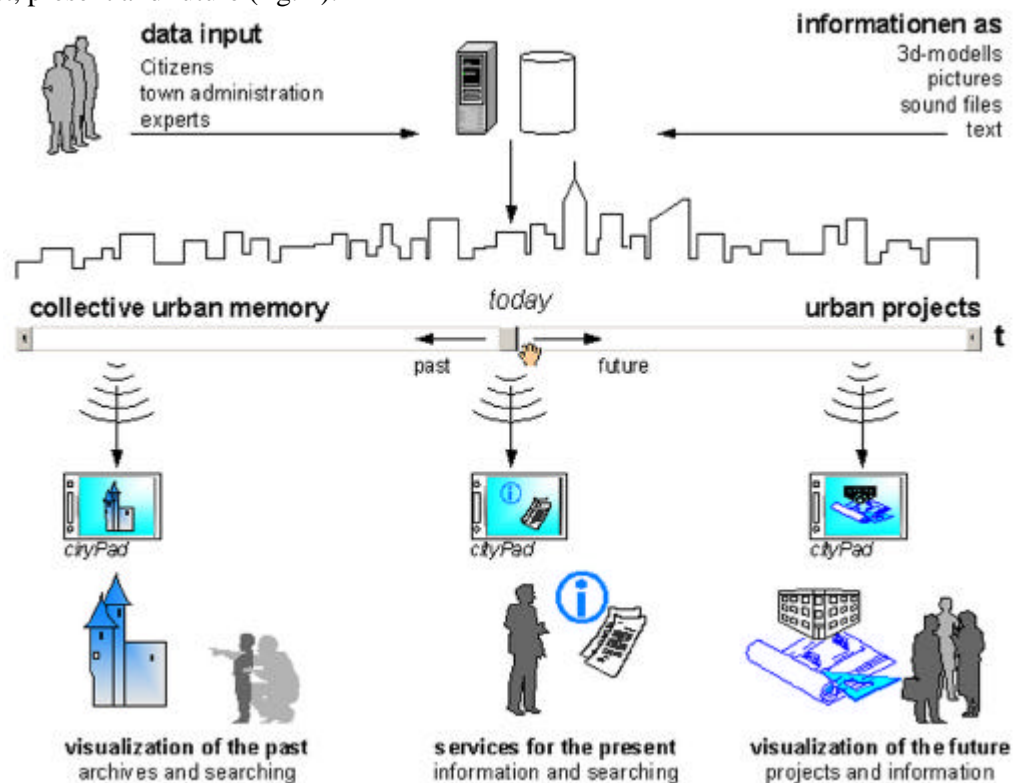 data input
Citizens
town administration
experts
informationen as
3d-modells
pictures
sound files
text
collective urban memory
today
urban projects
past
future
t
ciryPad
cityPad
cityPad
visualization of the past
archives and searching
services for the present
information and searching
visualization of the future
projects and information